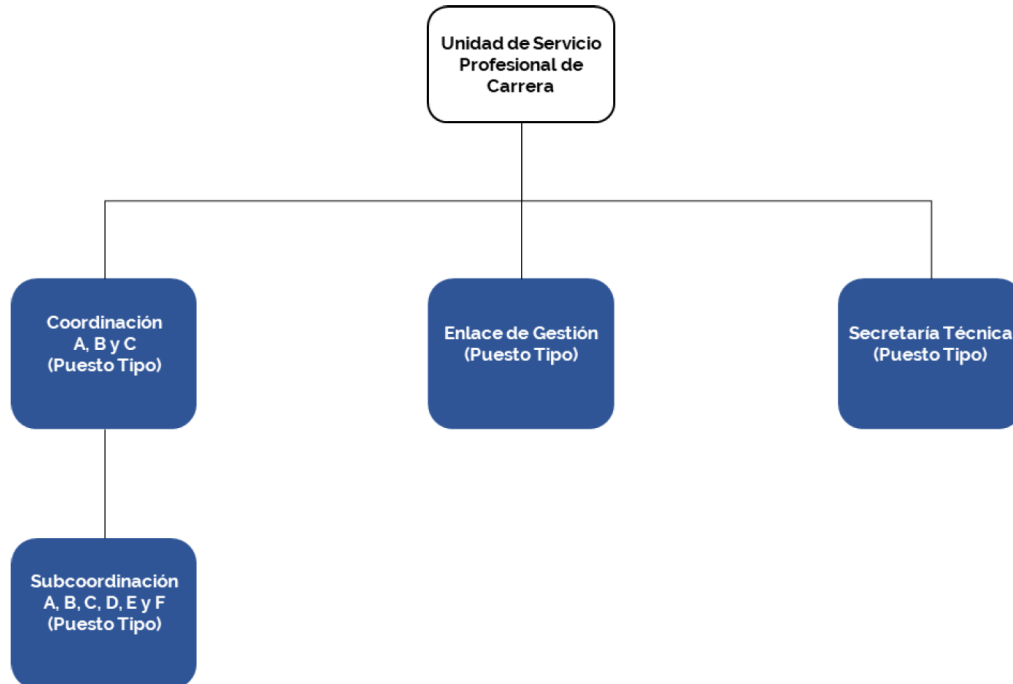 Unidad de Servicio
Profesional de
Carrera
Coordinación
A, B y C
(Puesto Tipo)
Enlace de Gestión
(Puesto Tipo)
Secretaría Técnica
(Puesto Tipo)
Subcoordinación
A, B, C, D, E y F
(Puesto Tipo)